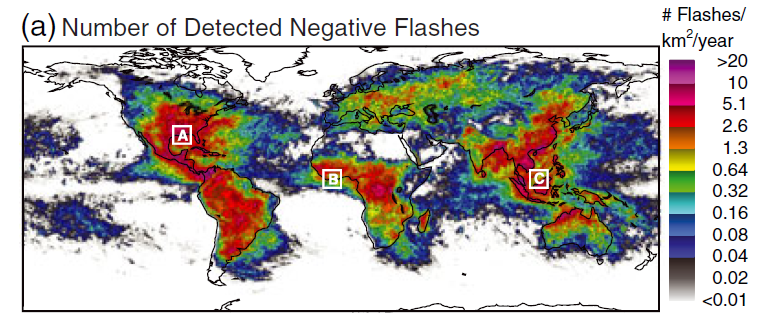 (a) Number of Detected Negative Flashes
# Flashes/
km²/year
>20
10
5.1
2.6
1.3
0.64
0.32
0.16
0.08
0.04
0.02
<0.01
A
B
C